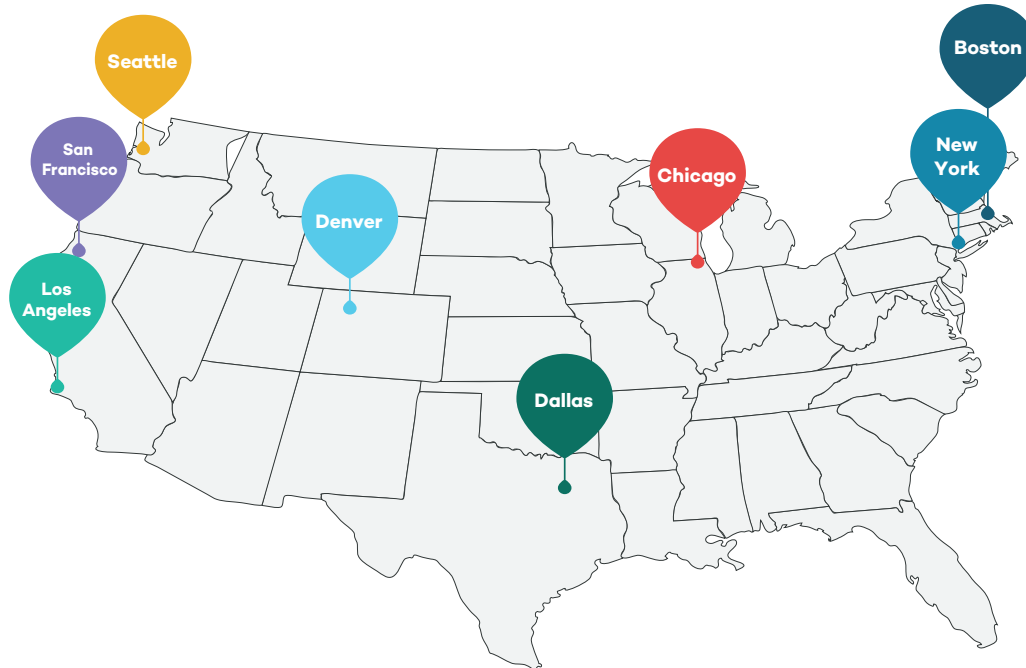 Seattle
Boston
San
Francisco
New
York
Chicago
Denver
Los
Angeles
Dallas